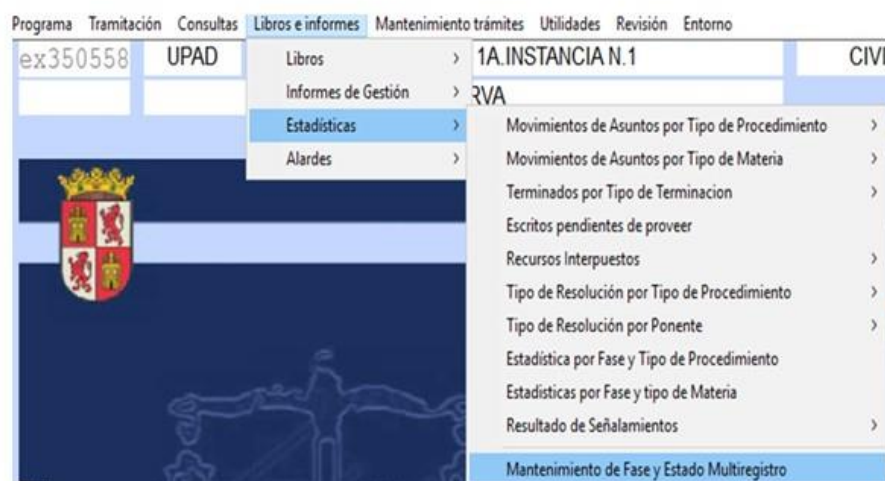 Programa Tramitación Consultas Libros e informes Mantenimiento trámites Utilidades Revisión Entorno
ex350558 UPAD 1A.INSTANCIA N.1 CIVI
Libros
Informes de Gestión
RVA
Estadísticas
Alardes
Movimientos de Asuntos por Tipo de Procedimiento
Movimientos de Asuntos por Tipo de Materia
Terminados por Tipo de Terminacion
Escritos pendientes de proveer
Recursos Interpuestos
Tipo de Resolución por Tipo de Procedimiento
Tipo de Resolución por Ponente
Estadística por Fase y Tipo de Procedimiento
Estadisticas por Fase y tipo de Materia
Resultado de Señalamientos
Mantenimiento de Fase y Estado Multiregistro